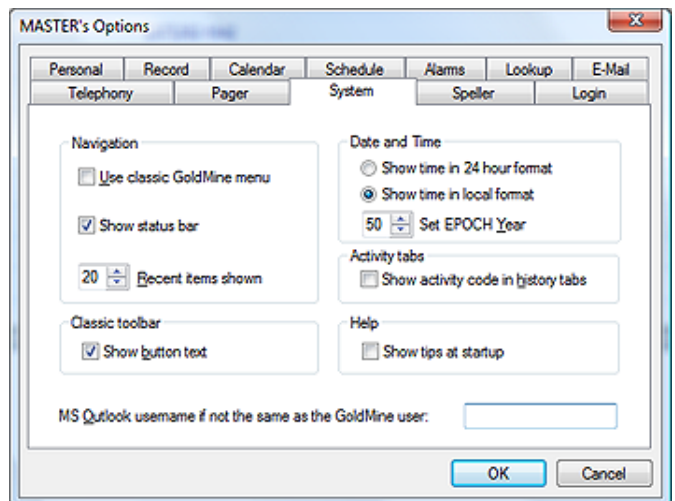 MASTER's Options
Personal Record Calendar Schedule Alarms Lookup E-Mail
Telephony Pager System Speller Login
Navigation
Use classic GoldMine menu
Show status bar
20 Recent items shown
Date and Time
Show time in 24 hour format
Show time in local format
50 Set EPOCH Year
Activity tabs
Show activity code in history tabs
Classic toolbar
Show button text
Help
Show tips at startup
MS Outlook username if not the same as the GoldMine user:
OK Cancel